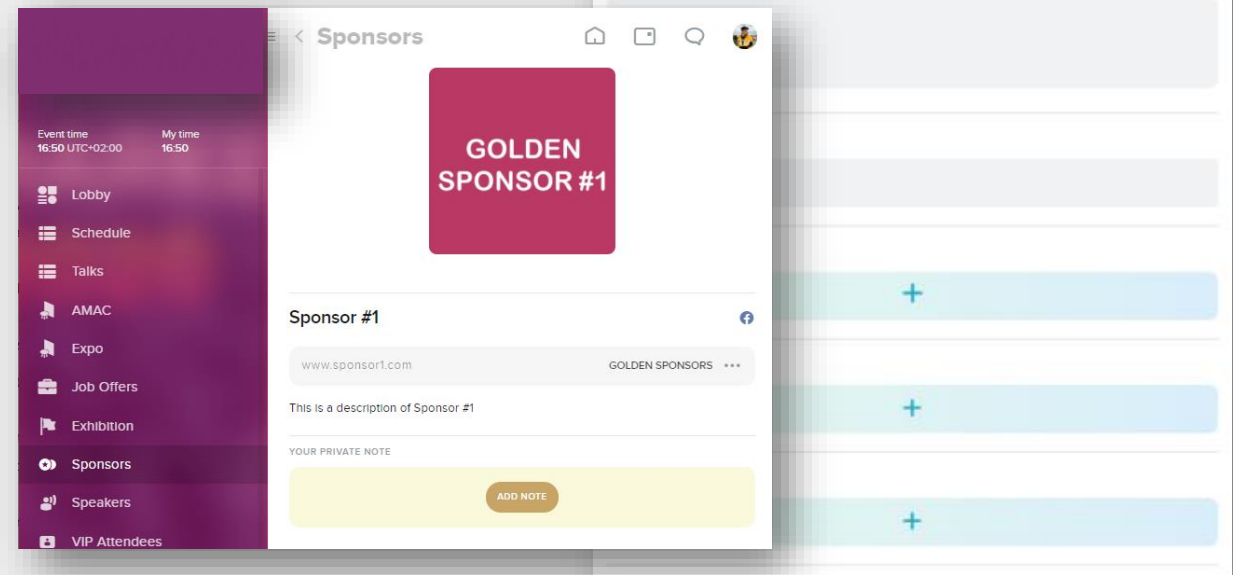 Sponsors
GOLDEN
SPONSOR #1
Event time
My time
16:50 UTC+02:00
16:50
Lobby
Schedule
Talks
AMAC
Expo
Job Offers
Exhibition
Sponsors
Speakers
VIP Attendees
Sponsor #1
www.sponsor1.com
GOLDEN SPONSORS
This is a description of Sponsor #1
YOUR PRIVATE NOTE
ADD NOTE